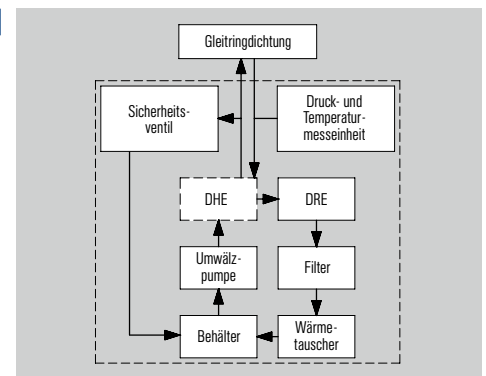 Gleitringdichtung
Sicherheits-
ventil
Druck- und
Temperatur-
messeinheit
DHE
DRE
Umwälz-
pumpe
Filter
Behälter
Wärme-
tauscher